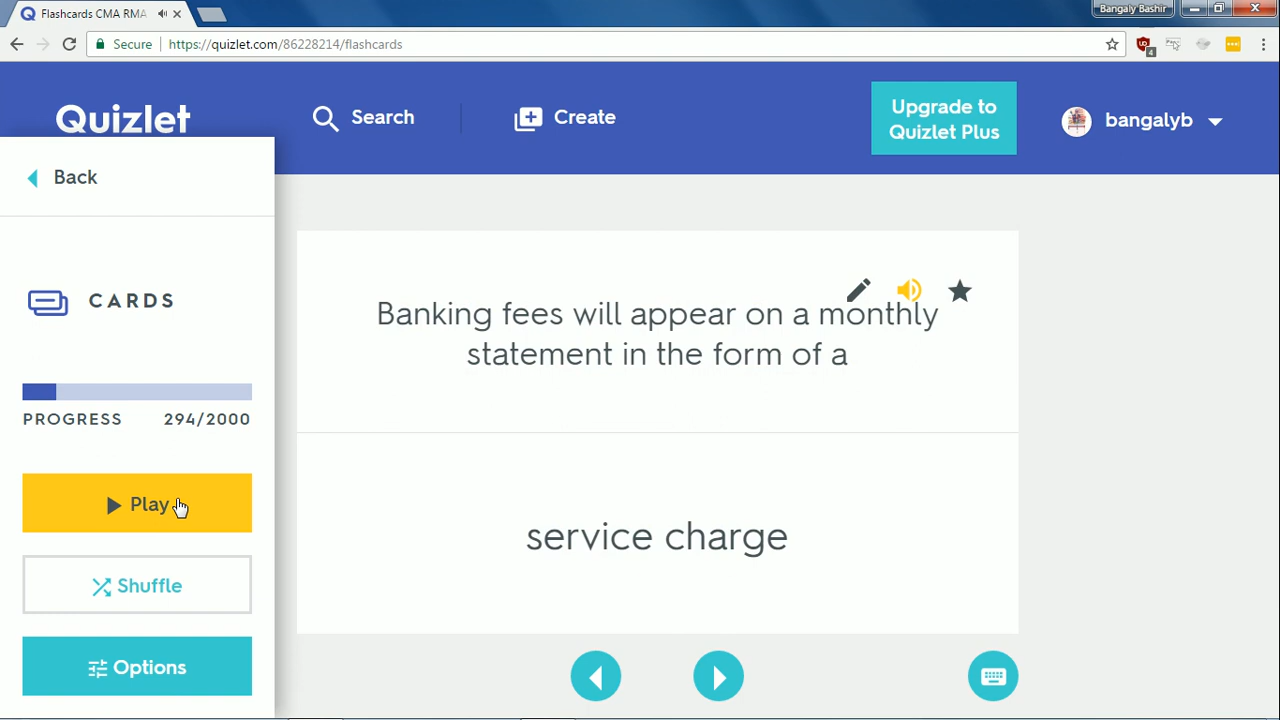 Flashcards CMA RMA
Bangaly Bashir
Secure
https://quizlet.com/86228214/flashcards
4
Quizlet
Search
Create
Upgrade to
Quizlet Plus
bangalyb
Back
CARDS
PROGRESS 294/2000
Play
Shuffle
Options
Banking fees will appear on a monthly
statement in the form of a
service charge